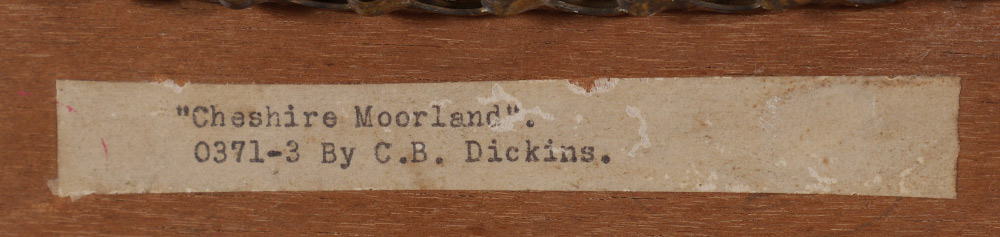 "Cheshire Moorland".
0371-3 By C.B. Dickins.